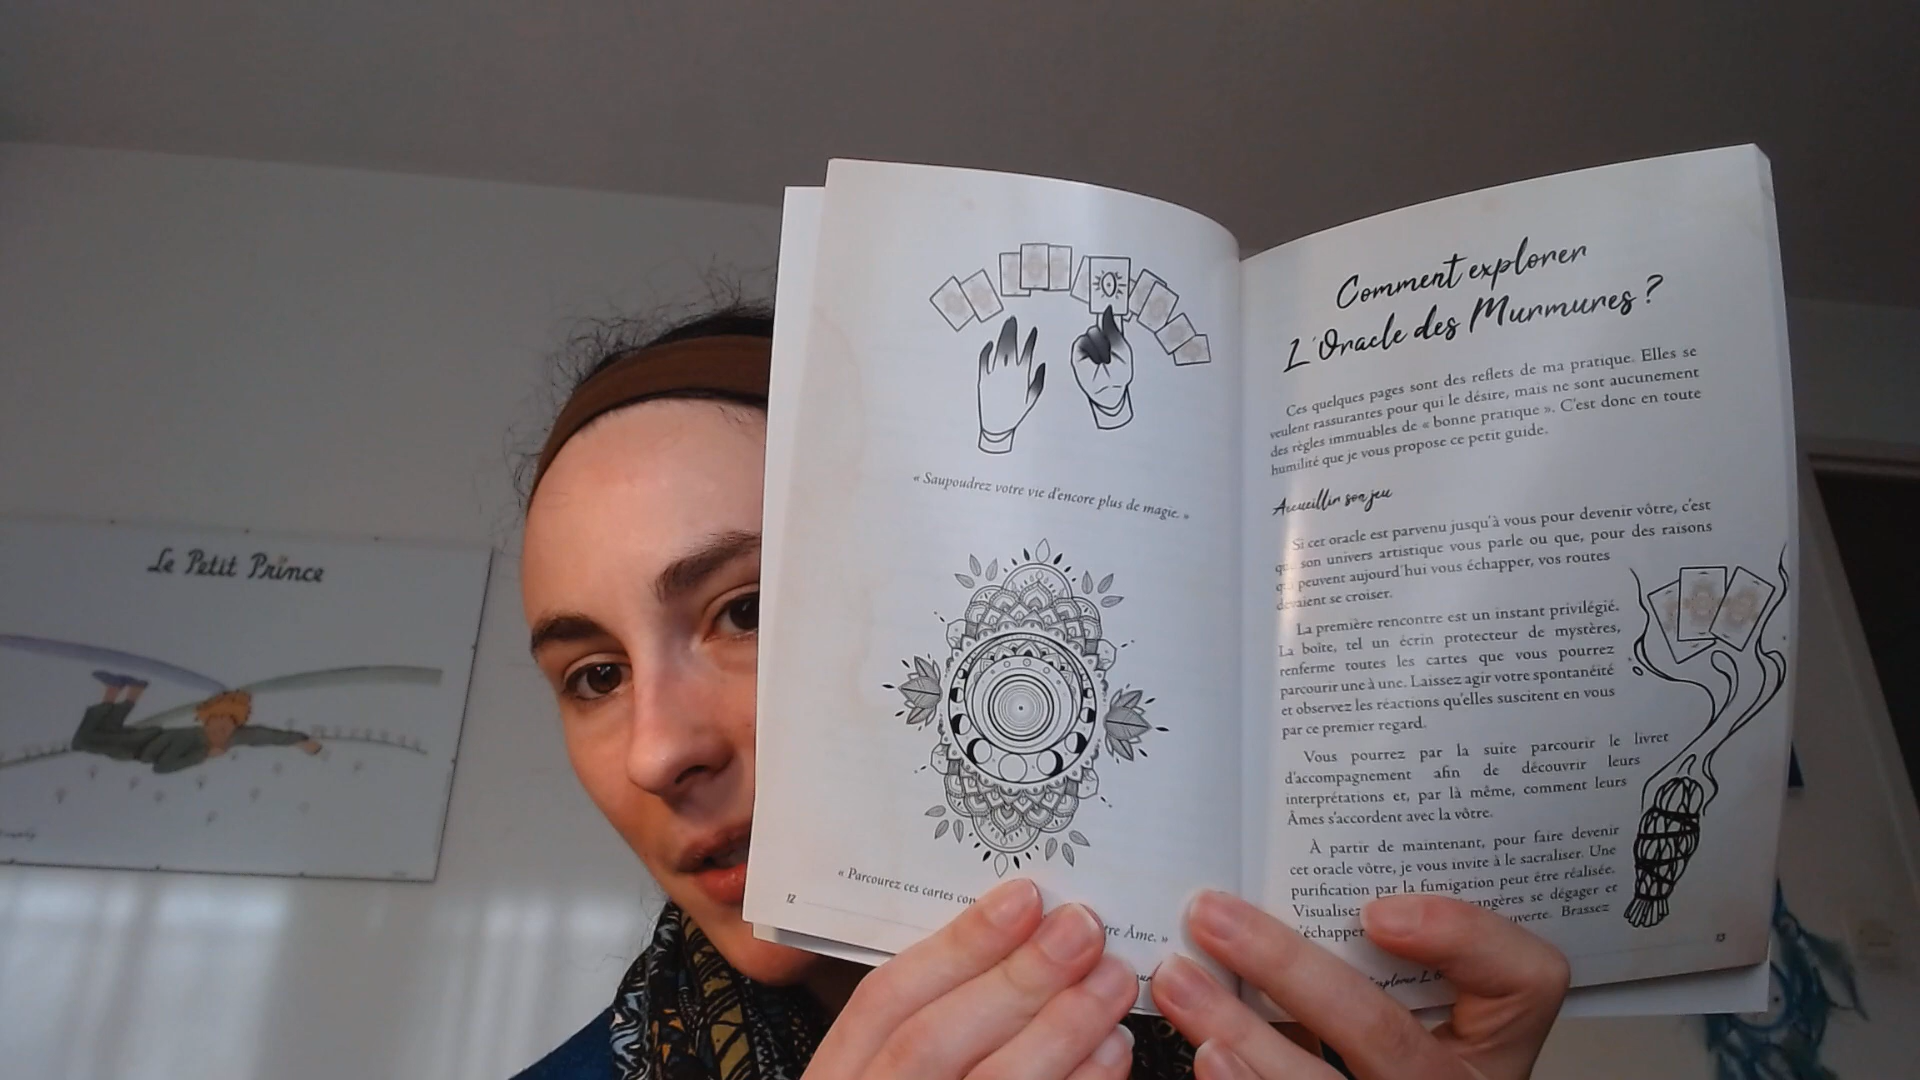 Le Petit Prince
« Saupoudrez votre vie d'encore plus de magie. »
« Parcourez ces cartes
Âme. »
12
Comment explorer
L'Oracle des Murmures ?
Ces quelques pages sont des reflets de ma pratique. Elles se
veulent rassurantes pour qui le désire, mais ne sont aucunement
des règles immuables de « bonne pratique ». C'est donc en toute
humilité que je vous propose ce petit guide.
Accueillir son jeu
Si cet oracle est parvenu jusqu'à vous pour devenir vôtre, c'est
que son univers artistique vous parle ou que, pour des raisons
qui peuvent aujourd'hui vous échapper, vos routes
devaient se croiser.
La première rencontre est un instant privilégié.
La boîte, tel un écrin protecteur de mystères,
renferme toutes les cartes que vous pourrez
parcourir une à une. Laissez agir votre spontanéité
et observez les réactions qu'elles suscitent en vous
par ce premier regard.
Vous pourrez par la suite parcourir le livret
d'accompagnement afin de découvrir leurs
interprétations et, par là même, comment leurs
Âmes s'accordent avec la vôtre.
À partir de maintenant, pour faire devenir
cet oracle vôtre, je vous invite à le sacraliser. Une
purification par la fumigation peut être réalisée.
Visualisez se dégager et
s'échapper Brassez
13